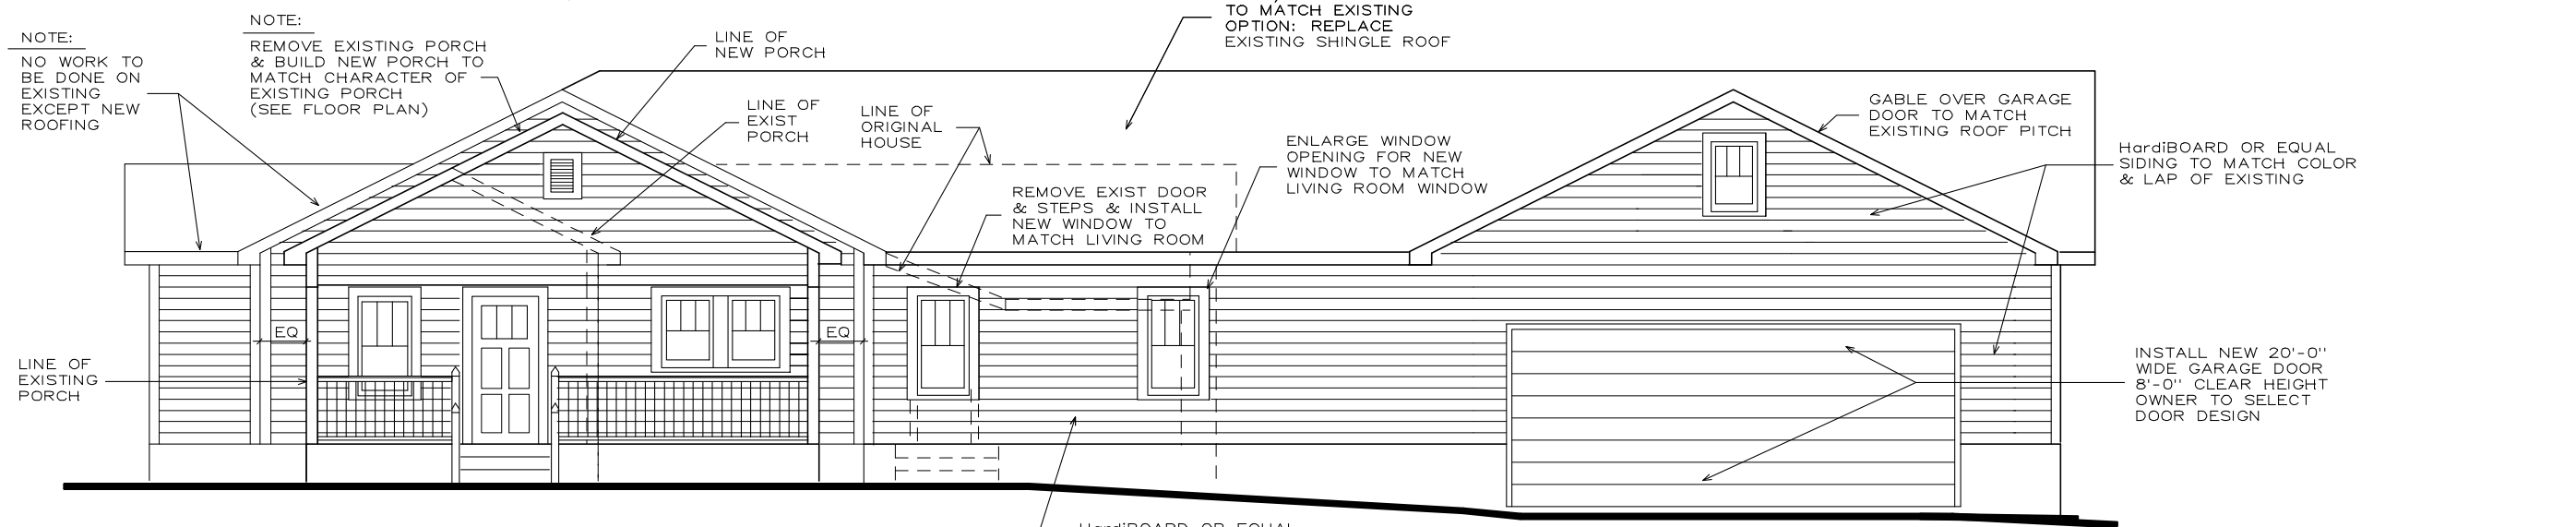 NOTE:
NO WORK TO
BE DONE ON
EXISTING
EXCEPT NEW
ROOFING
NOTE:
REMOVE EXISTING PORCH
& BUILD NEW PORCH TO
MATCH CHARACTER OF
EXISTING PORCH
(SEE FLOOR PLAN)
LINE OF
NEW PORCH
LINE OF
EXIST
PORCH
LINE OF
ORIGINAL
HOUSE
TO MATCH EXISTING
OPTION: REPLACE
EXISTING SHINGLE ROOF
REMOVE EXIST DOOR
& STEPS & INSTALL
NEW WINDOW TO
MATCH LIVING ROOM
ENLARGE WINDOW
OPENING FOR NEW
WINDOW TO MATCH
LIVING ROOM WINDOW
GABLE OVER GARAGE
DOOR TO MATCH
EXISTING ROOF PITCH
HardiBOARD OR EQUAL
SIDING TO MATCH COLOR
& LAP OF EXISTING
EQ
EQ
LINE OF
EXISTING
PORCH
INSTALL NEW 20'-0"
WIDE GARAGE DOOR
8'-0" CLEAR HEIGHT
OWNER TO SELECT
DOOR DESIGN
HardiBOARD OR EQUAL